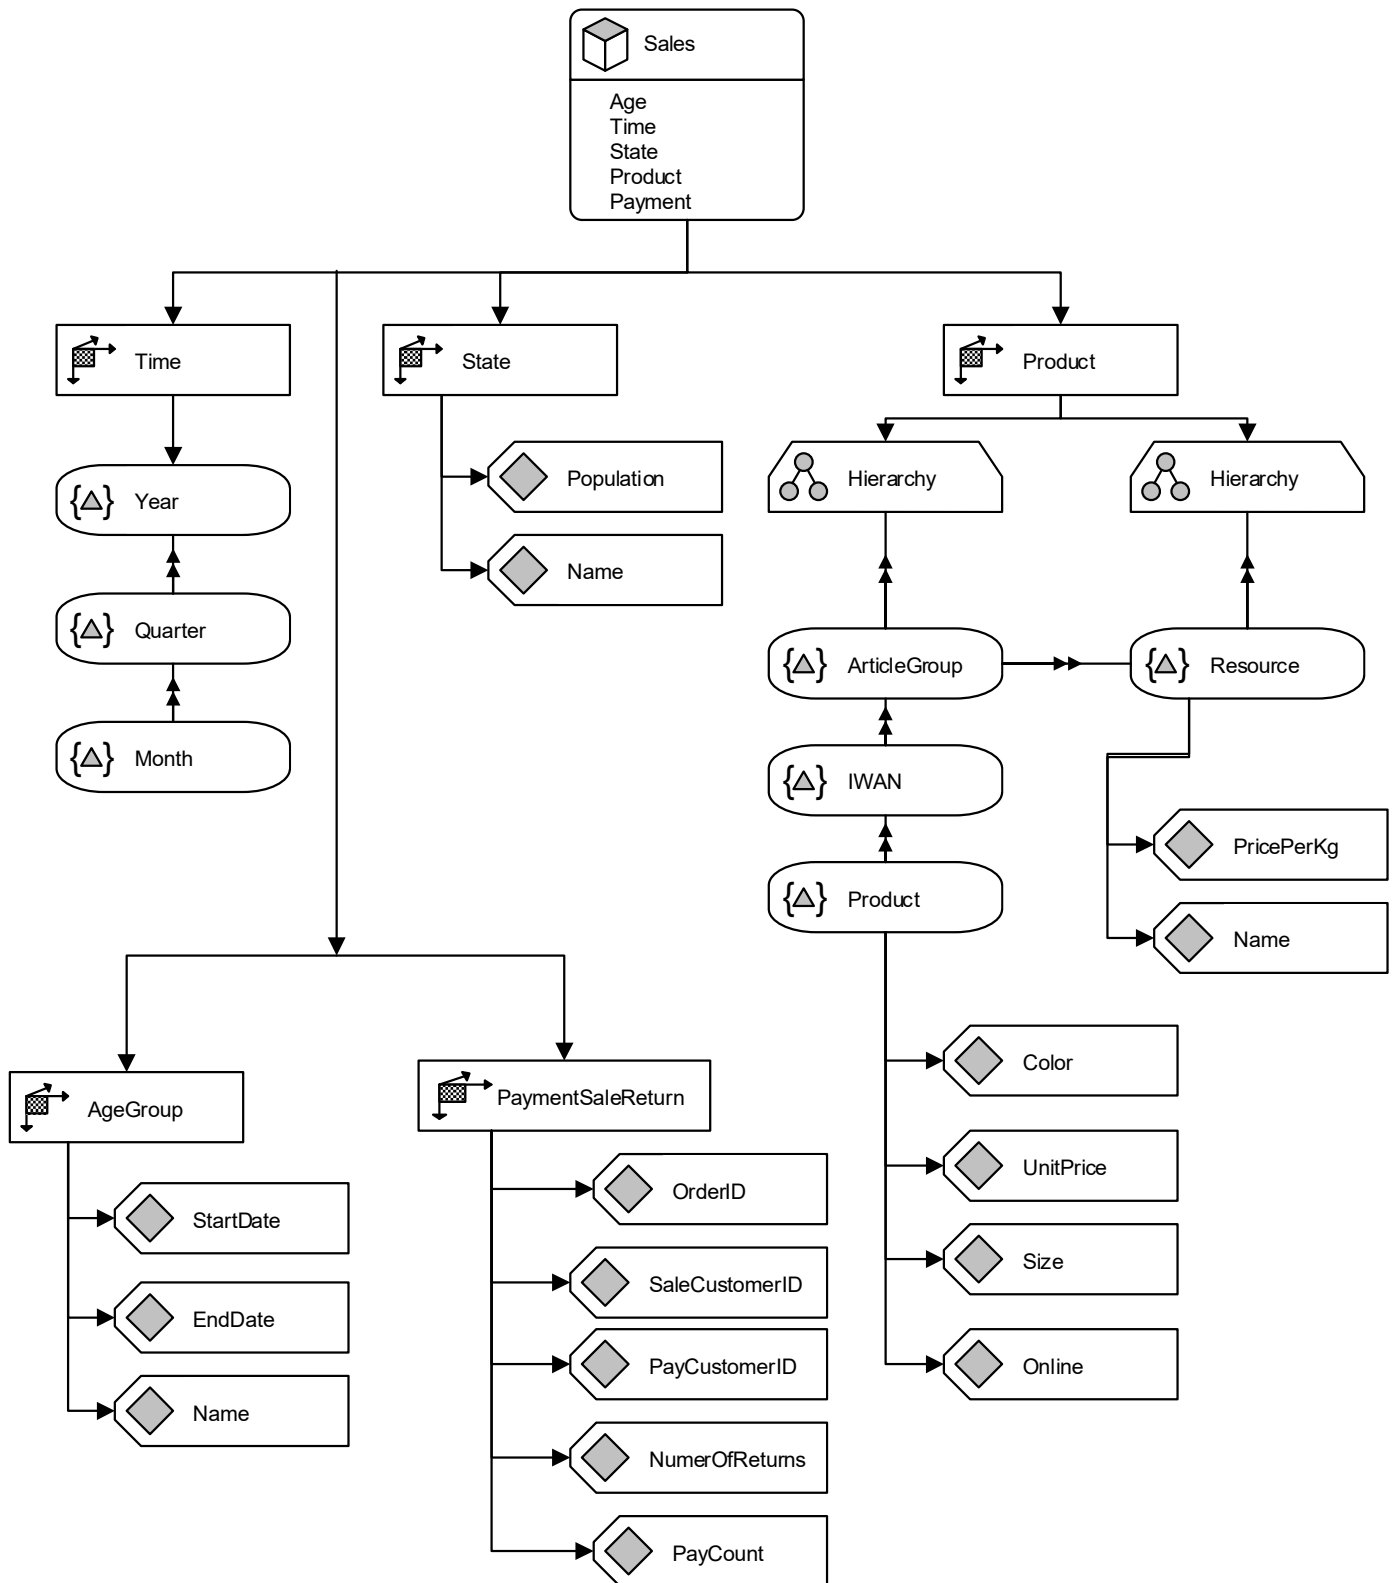 Sales
Age
Time
State
Product
Payment
Time
State
Product
Year
Population
Hierarchy
Hierarchy
Name
Quarter
ArticleGroup
Resource
Month
IWAN
PricePerKg
Product
Name
Color
AgeGroup
PaymentSaleReturn
UnitPrice
OrderID
StartDate
Size
SaleCustomerID
EndDate
PayCustomerID
Online
Name
NumerOfReturns
PayCount